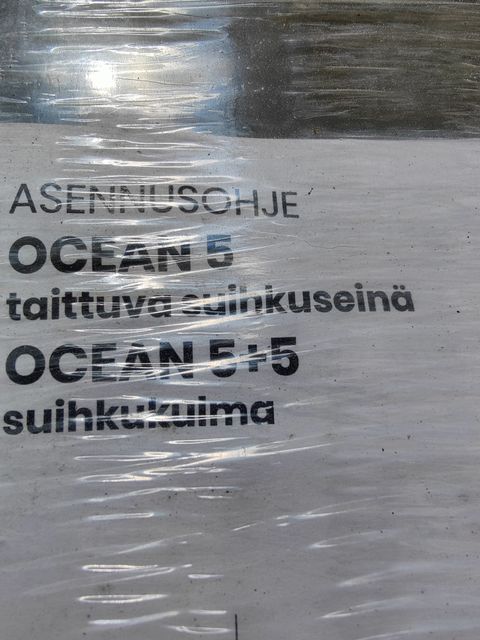 ASENNUSOHJE
OCEAN 5
taittuva suihkuseinä
OCEAN 5+5
suihkukulma